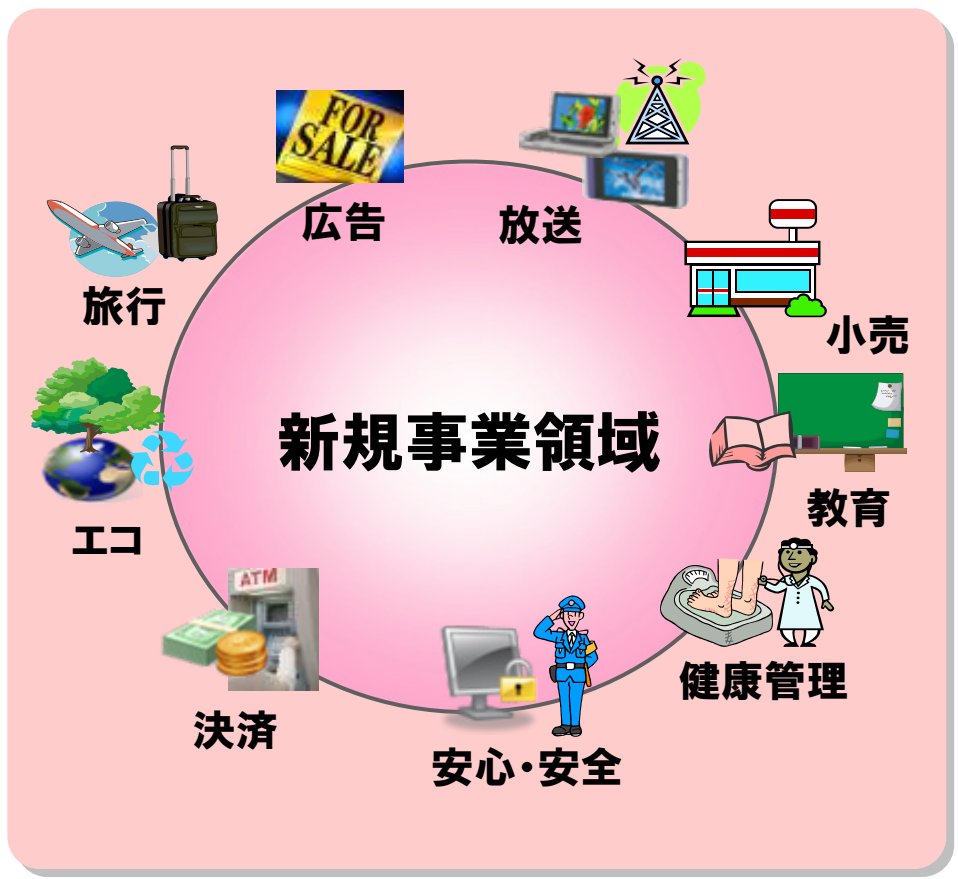 FOR
SALE
広告
放送
旅行
小売
新規事業領域
教育
エコ
ATM
健康管理
決済
安心・安全